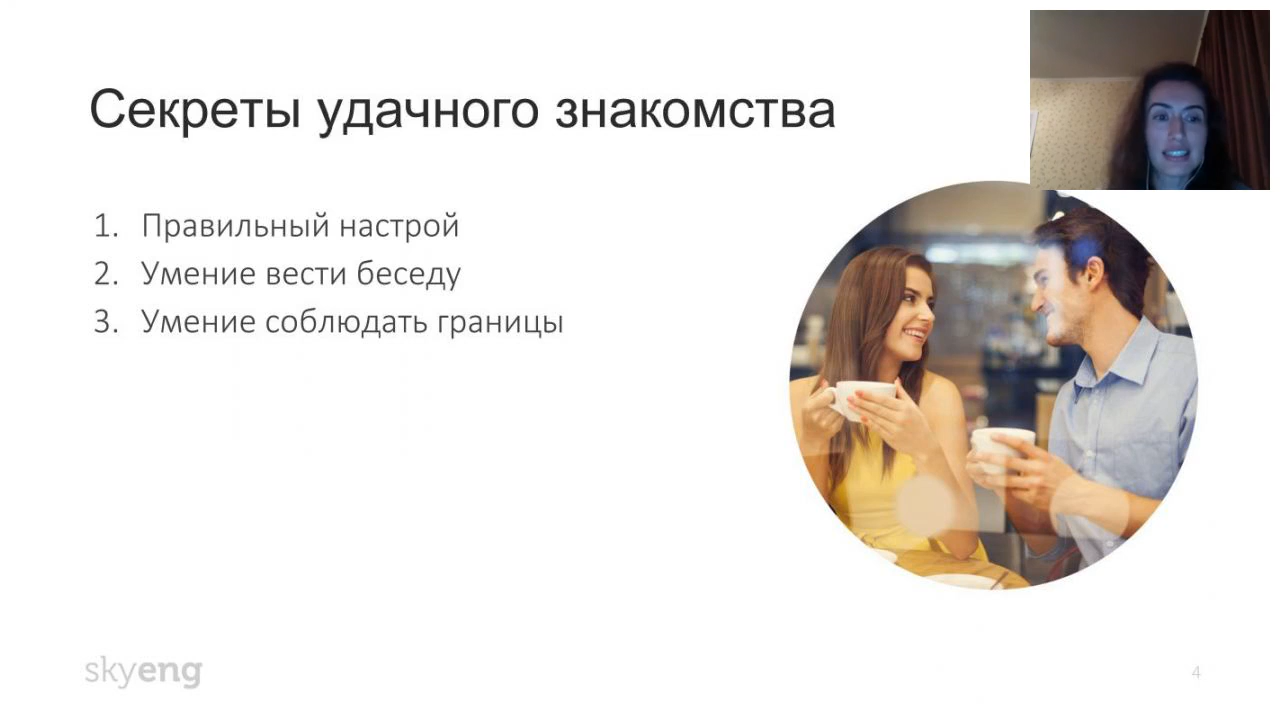 Секреты удачного знакомства
1. Правильный настрой
2. Умение вести беседу
3. Умение соблюдать границы
skyeng
4